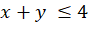 x + y ≤ 4